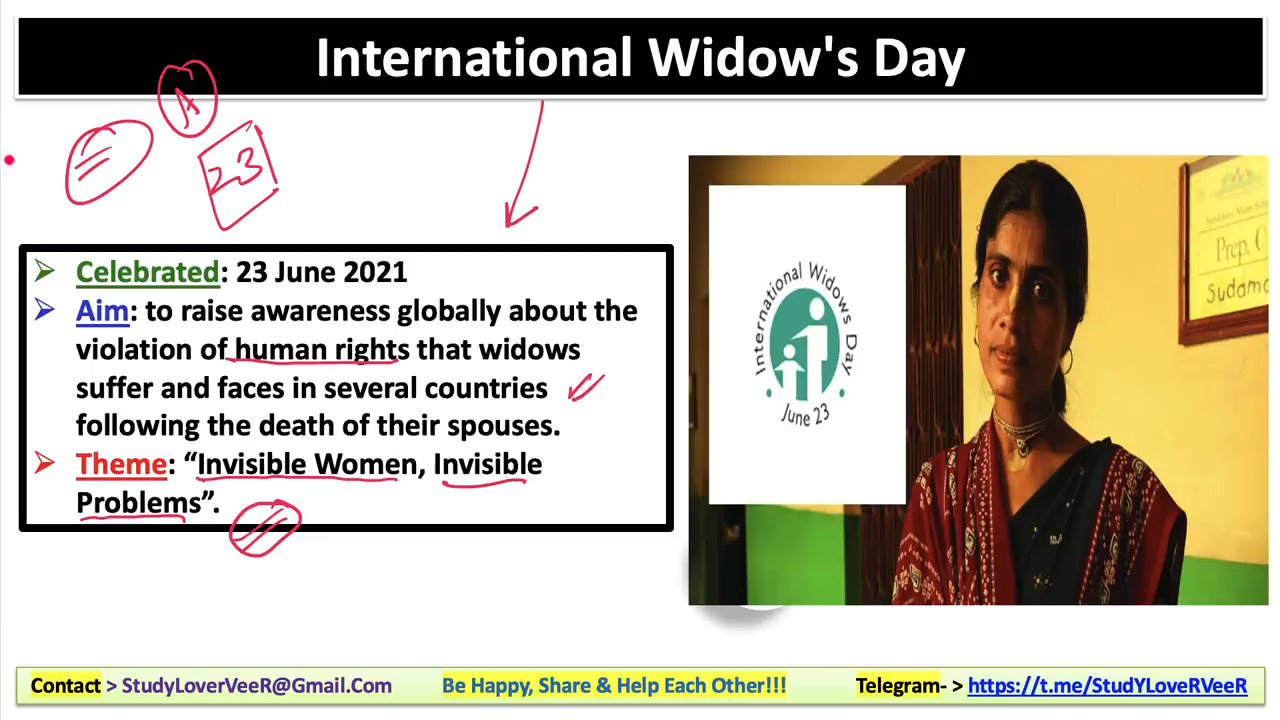 International Widow's Day
A
23
➢ Celebrated: 23 June 2021
➢ Aim: to raise awareness globally about the
violation of human rights that widows
suffer and faces in several countries
following the death of their spouses.
➢ Theme: “Invisible Women, Invisible
Problems”.
International Widows Day
June 23
Prep. C
Sudama
Contact > StudyLoverVeeR@Gmail.Com
Be Happy, Share & Help Each Other!!!
Telegram- > https://t.me/StudYLoveRVeeR